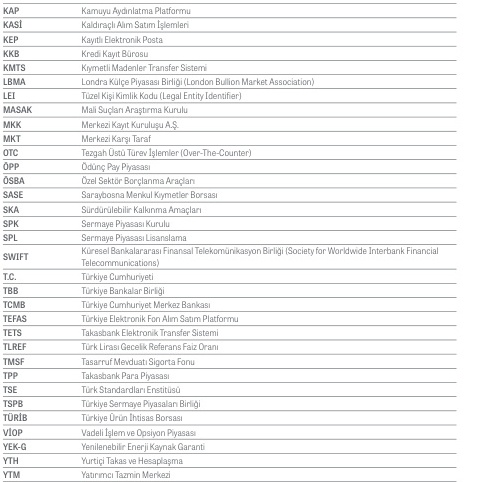 KAP Kamuyu Aydınlatma Platformu
KASİ Kaldıraçlı Alım Satım İşlemleri
KEP Kayıtlı Elektronik Posta
KKB Kredi Kayıt Bürosu
KMTS Kıymetli Madenler Transfer Sistemi
LBMA Londra Külçe Piyasası Birliği (London Bullion Market Association)
LEI Tüzel Kişi Kimlik Kodu (Legal Entity Identifier)
MASAK Mali Suçları Araştırma Kurulu
MKK Merkezi Kayıt Kuruluşu A.Ş.
MKT Merkezi Karşı Taraf
OTC Tezgah Üstü Türev İşlemler (Over-The-Counter)
ÖPP Ödünç Pay Piyasası
ÖSBA Özel Sektör Borçlanma Araçları
SASE Saraybosna Menkul Kıymetler Borsası
SKA Sürdürülebilir Kalkınma Amaçları
SPK Sermaye Piyasası Kurulu
SPL Sermaye Piyasası Lisanslama
SWIFT Küresel Bankalararası Finansal Telekomünikasyon Birliği (Society for Worldwide Interbank Financial
Telecommunications)
T.C. Türkiye Cumhuriyeti
TBB Türkiye Bankalar Birliği
TCMB Türkiye Cumhuriyet Merkez Bankası
TEFAS Türkiye Elektronik Fon Alım Satım Platformu
TETS Takasbank Elektronik Transfer Sistemi
TLREF Türk Lirası Gecelik Referans Faiz Oranı
TMSF Tasarruf Mevduatı Sigorta Fonu
TPP Takasbank Para Piyasası
TSE Türk Standardları Enstitüsü
TSPB Türkiye Sermaye Piyasaları Birliği
TÜRİB Türkiye Ürün İhtisas Borsası
VİOP Vadeli İşlem ve Opsiyon Piyasası
YEK-G Yenilenebilir Enerji Kaynak Garanti
YTH Yurtiçi Takas ve Hesaplaşma
YTM Yatırımcı Tazmin Merkezi